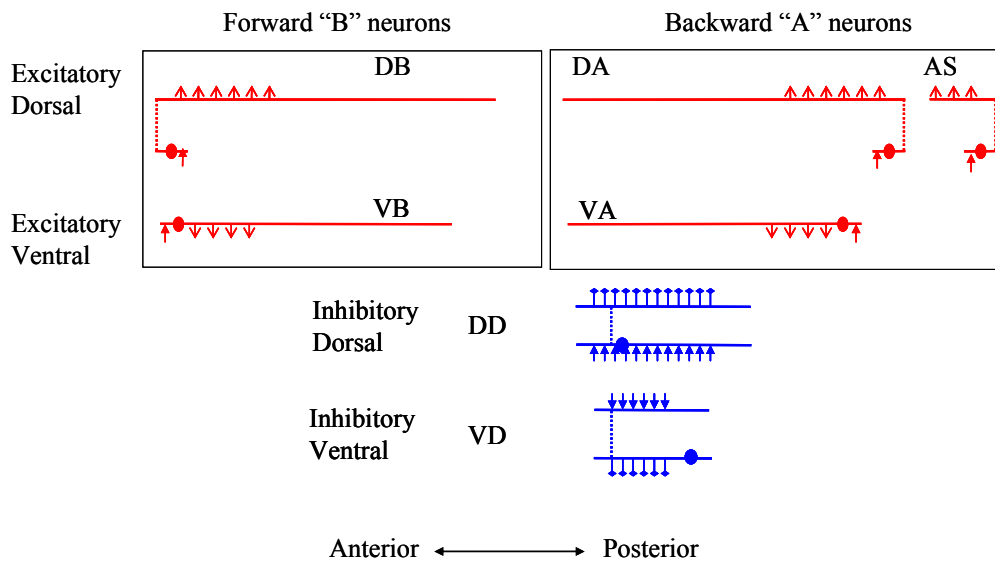 Forward “B” neurons
Backward “A” neurons
Excitatory
Dorsal
DB
DA
AS
Excitatory
Ventral
VB
VA
Inhibitory
Dorsal
DD
Inhibitory
Ventral
VD
Anterior
Posterior